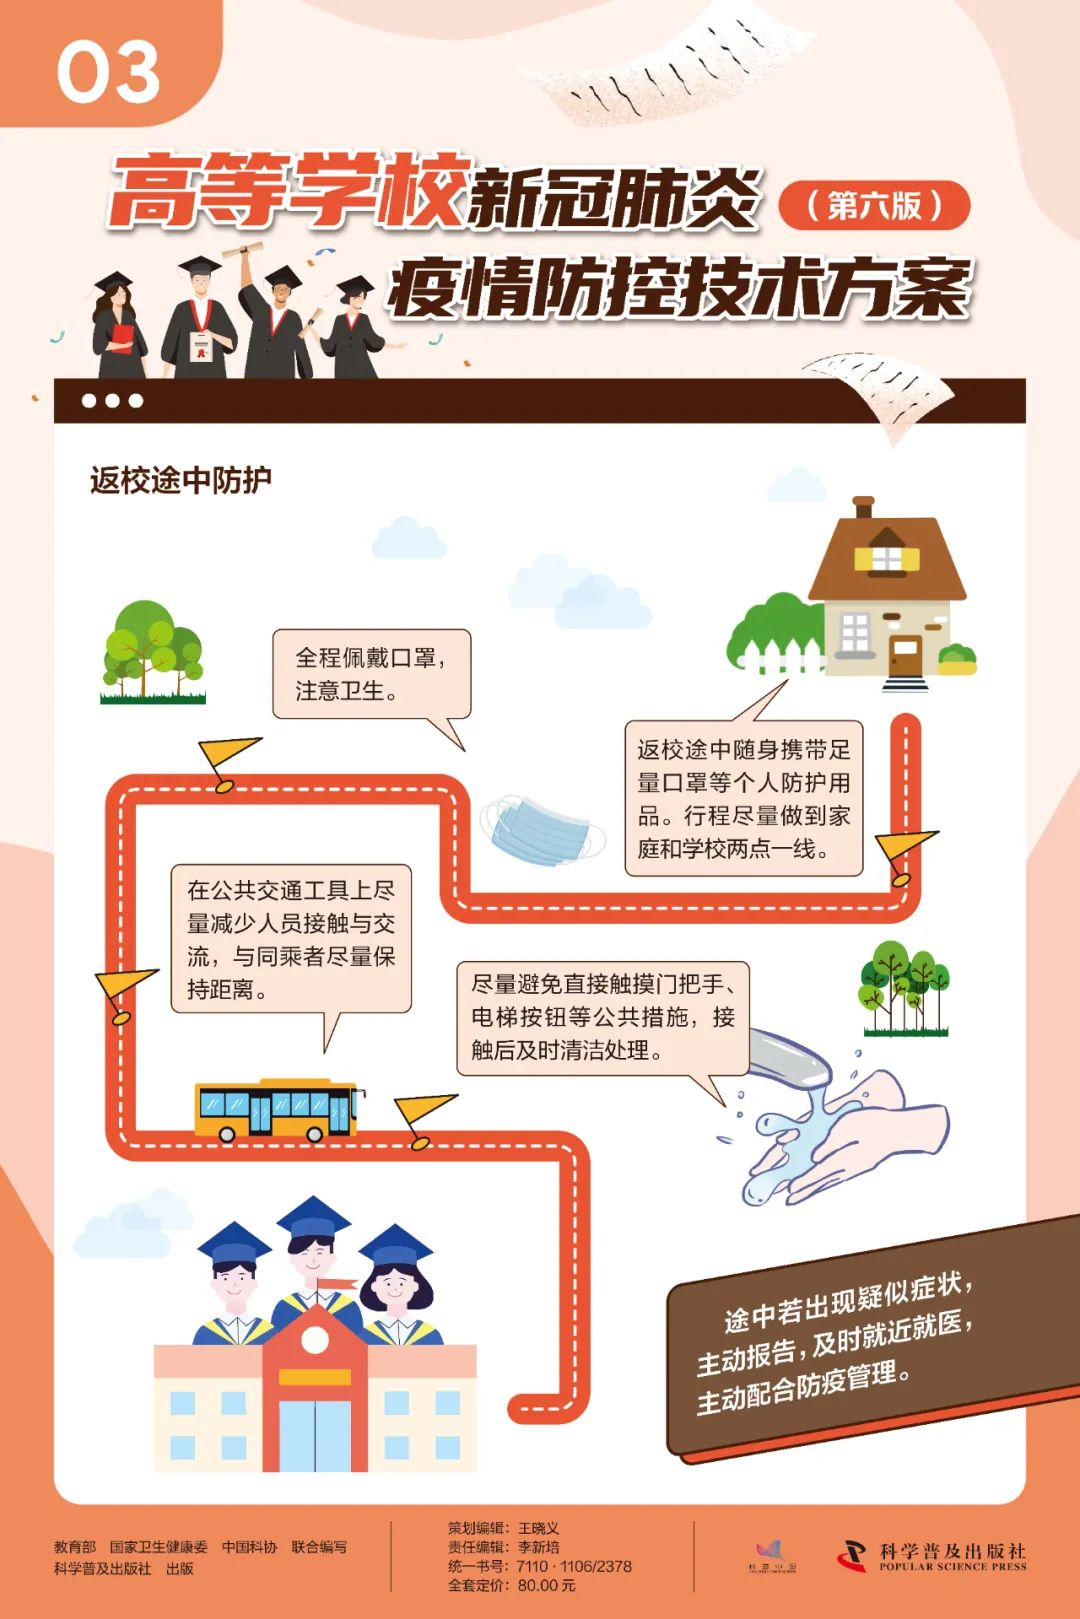 03
高等学校新冠肺炎（第六版）
疫情防控技术方案
返校途中防护
全程佩戴口罩，
注意卫生。
返校途中随身携带足
量口罩等个人防护用
品。行程尽量做到家
庭和学校两点一线。
在公共交通工具上尽
量减少人员接触与交
流，与同乘者尽量保
持距离。
尽量避免直接触摸门把手、
电梯按钮等公共措施，接
触后及时清洁处理。
途中若出现疑似症状，
主动报告，及时就近就医，
主动配合防疫管理。
教育部 国家卫生健康委 中国科协 联合编写
科学普及出版社 出版
策划编辑：王晓义
责任编辑：李新培
统一书号：7110·1106/2378
全套定价：80.00 元
科普中国
科学普及出版社
POPULAR SCIENCE PRESS